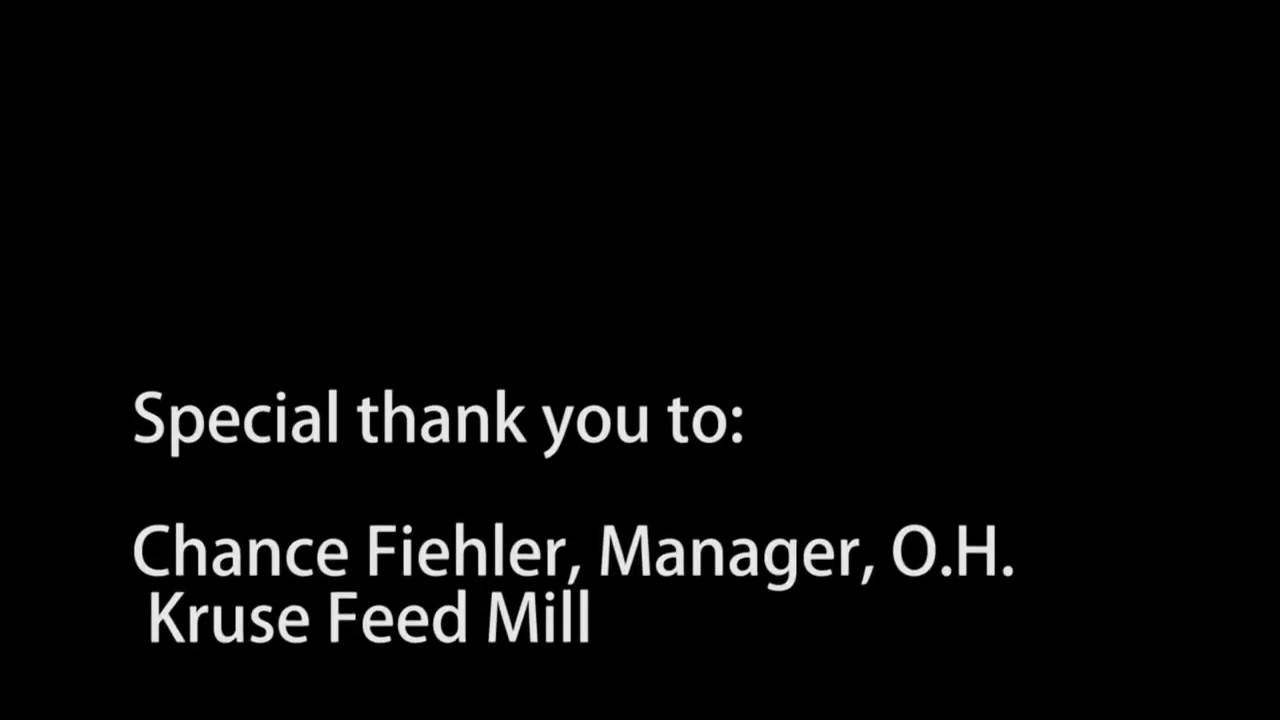 Special thank you to:
Chance Fiehler, Manager, O.H.
Kruse Feed Mill